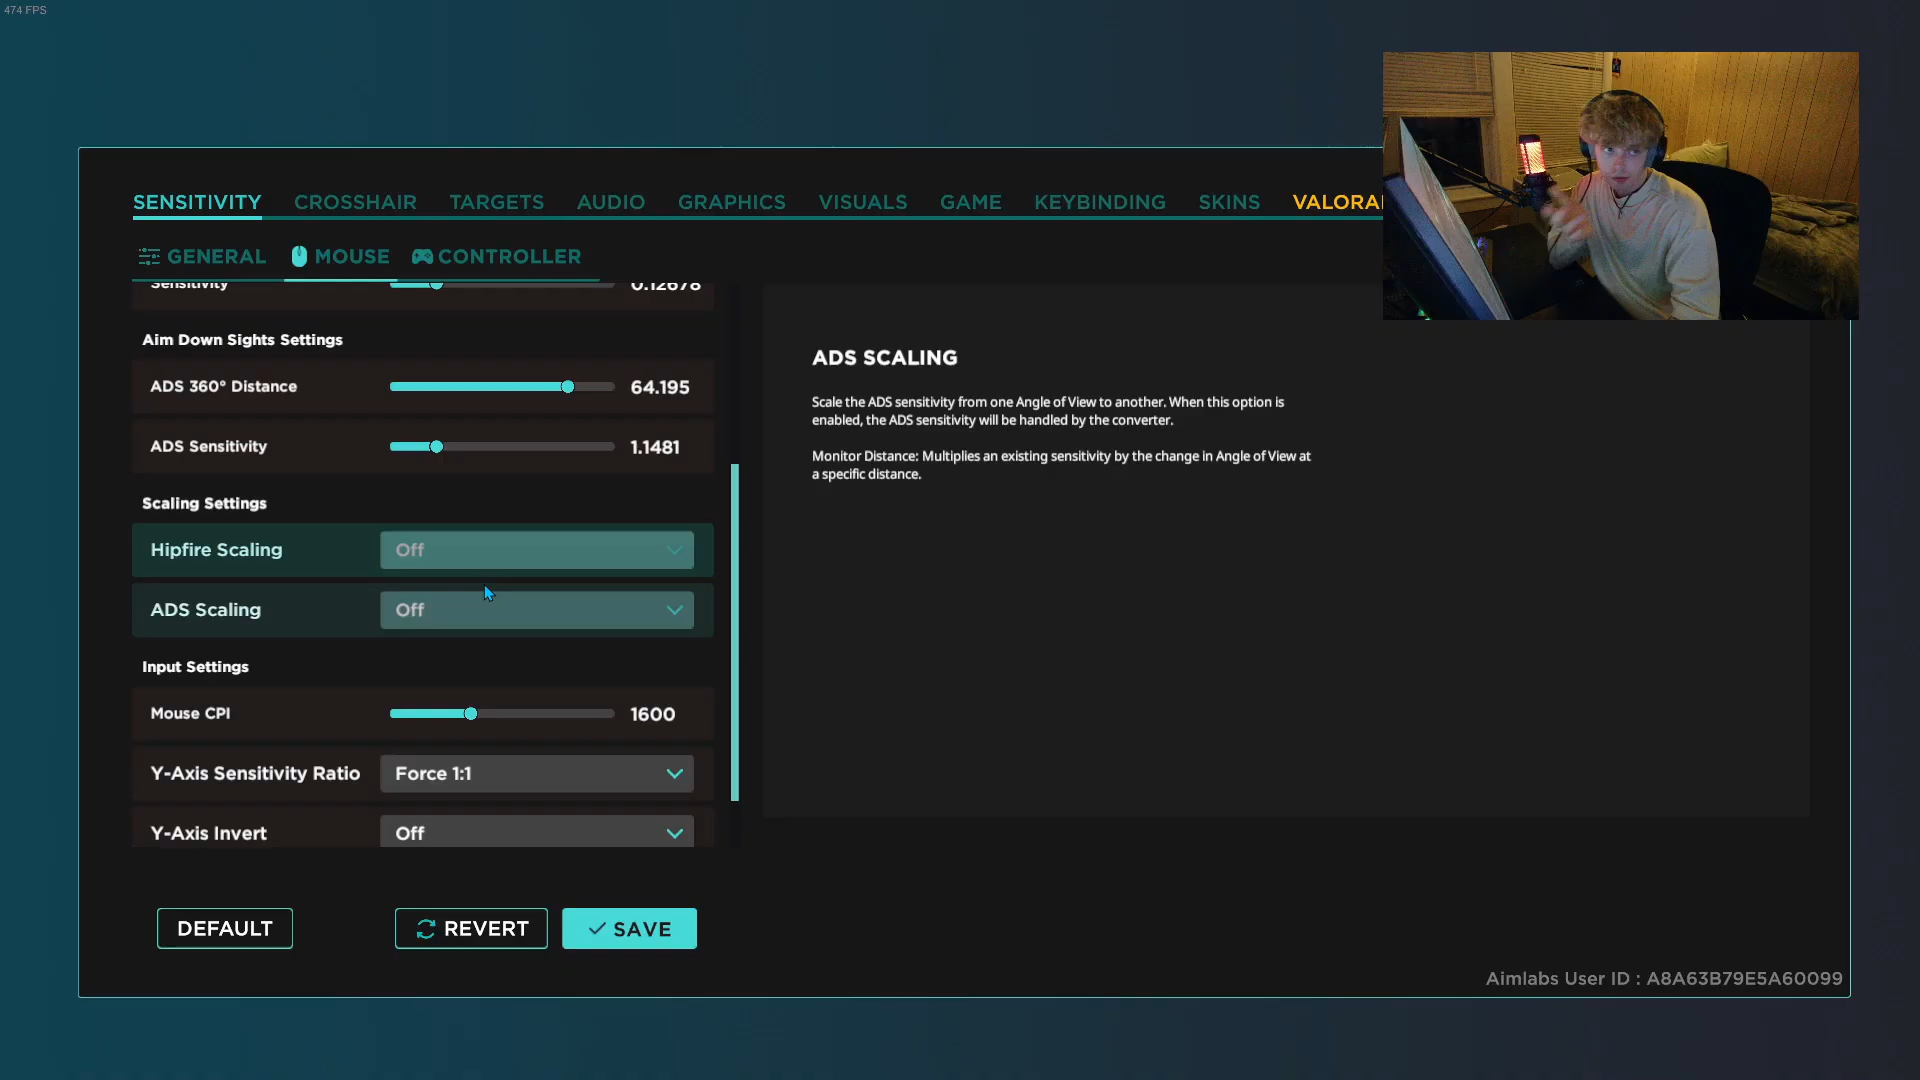 474 FPS
SENSITIVITY CROSSHAIR TARGETS AUDIO GRAPHICS VISUALS GAME KEYBINDING SKINS VALORA
GENERAL MOUSE CONTROLLER
Sensitivity 0.12678
Aim Down Sights Settings
ADS 360° Distance 64.195
ADS Sensitivity 1.1481
Scaling Settings
Hipfire Scaling Off
ADS Scaling Off
Input Settings
Mouse CPI 1600
Y-Axis Sensitivity Ratio Force 1:1
Y-Axis Invert Off
DEFAULT REVERT SAVE
ADS SCALING
Scale the ADS sensitivity from one Angle of View to another. When this option is
enabled, the ADS sensitivity will be handled by the converter.
Monitor Distance: Multiplies an existing sensitivity by the change in Angle of View at
a specific distance.
Aimlabs User ID : A8A63B79E5A60099